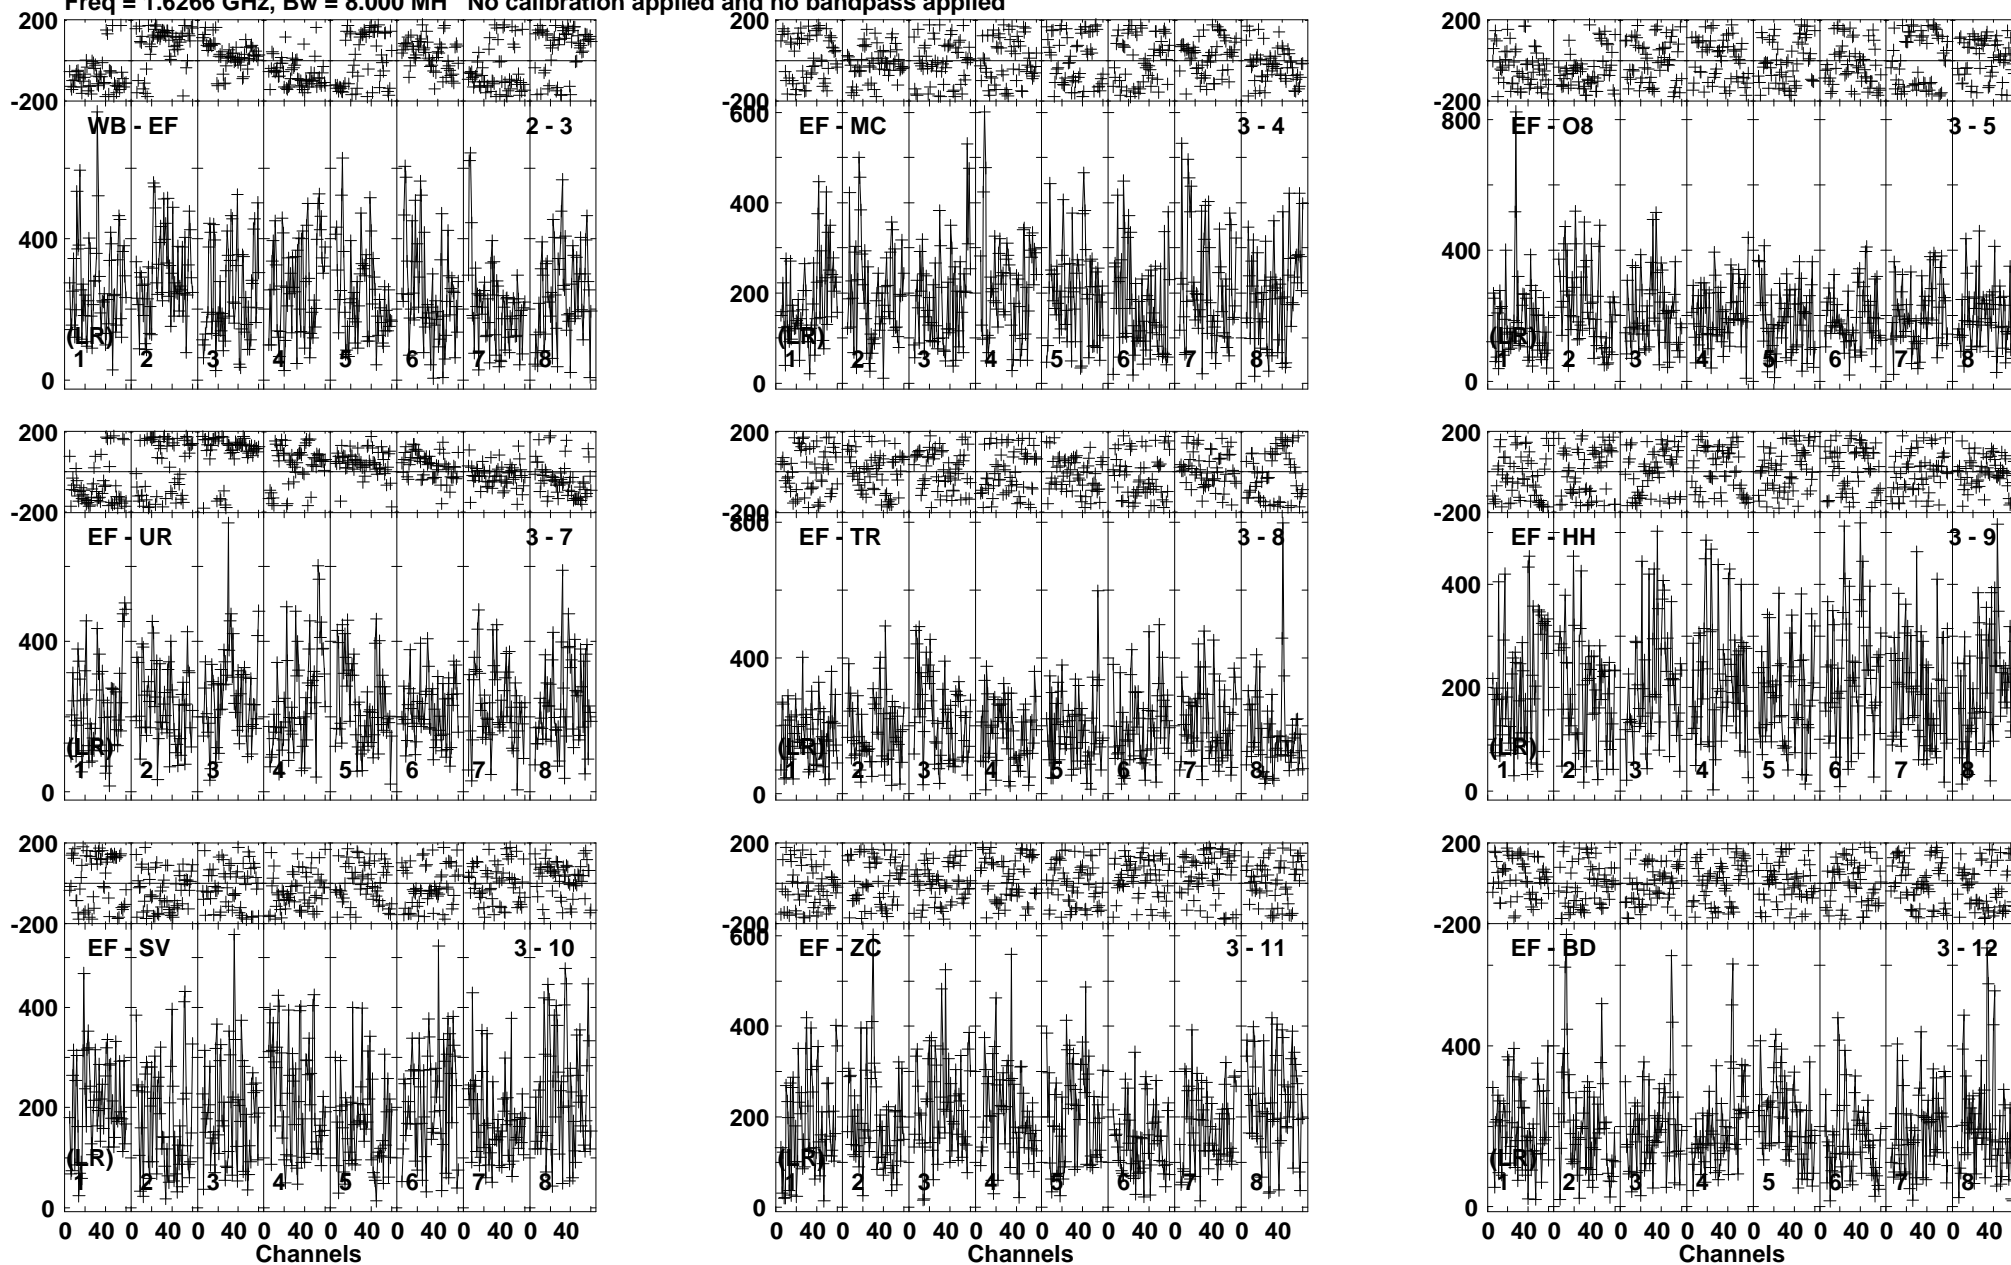 Freq = 1.6266 GHz, Bw = 8.000 MH   No calibration applied and no bandpass applied
200 200 200
-200 -200 -200
WB - EF 2 - 3 EF - MC 3 - 4 EF - O8 3 - 5
600 800
400 400 400
200
(LR) (LR) (LR)
1 2 3 4 5 6 7 8 1 2 3 4 5 6 7 8 1 2 3 4 5 6 7 8
0 0 0
200 200 200
-200 -200 -200
EF - UR 3 - 7 EF - TR 3 - 8 EF - HH 3 - 9
800
400 400 400
200
(LR) (LR) (LR)
1 2 3 4 5 6 7 8 1 2 3 4 5 6 7 8 1 2 3 4 5 6 7 8
0 0 0
200 200 200
-200 -200 -200
EF - SV 3 - 10 EF - ZC 3 - 11 EF - BD 3 - 12
600
400 400 400
200 200
(LR) (LR) (LR)
1 2 3 4 5 6 7 8 1 2 3 4 5 6 7 8 1 2 3 4 5 6 7 8
0 0 0
0 40 0 40 0 40 0 40 0 40 0 40 0 40 0 40 0 40 0 40 0 40 0 40 0 40 0 40 0 40 0 40 0 40 0 40 0 40 0 40 0 40 0 40 0 40 0 40
Channels Channels Channels